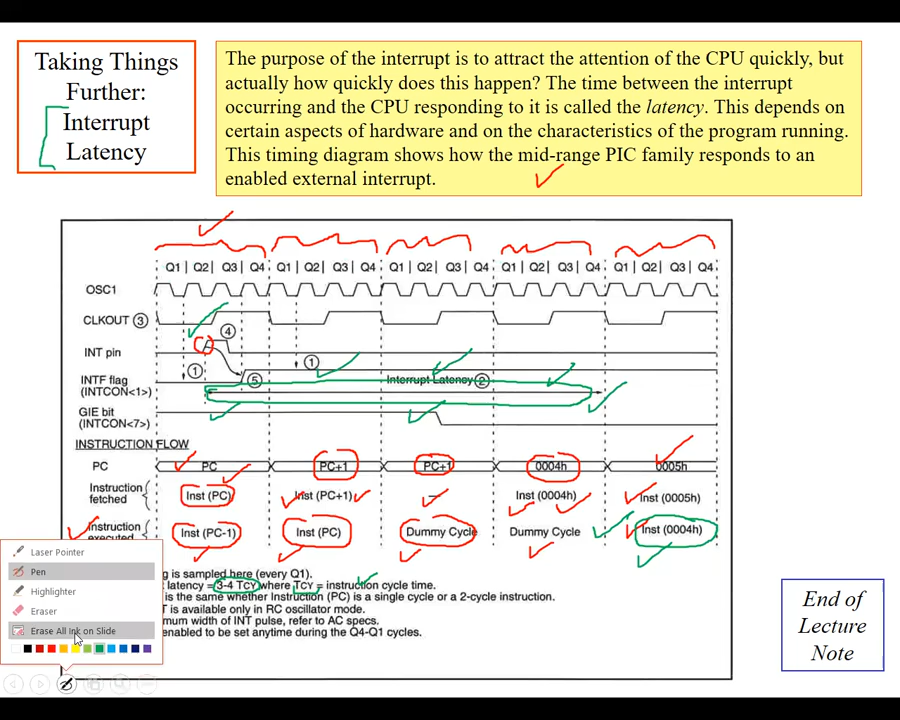 Taking Things
Further:
Interrupt
Latency
The purpose of the interrupt is to attract the attention of the CPU quickly, but
actually how quickly does this happen? The time between the interrupt
occurring and the CPU responding to it is called the latency. This depends on
certain aspects of hardware and on the characteristics of the program running.
This timing diagram shows how the mid-range PIC family responds to an
enabled external interrupt.
Q1 | Q2 | Q3 | Q4 Q1 | Q2 | Q3 | Q4 Q1 | Q2 | Q3 | Q4 Q1 | Q2 | Q3 | Q4 Q1 | Q2 | Q3 | Q4
OSC1
CLKOUT 3
4
INT pin
1 1
INTF flag 5 Interrupt Latency 2
(INTCON<1>)
GIE bit
(INTCON<7>)
INSTRUCTION FLOW
PC PC PC+1 PC+1 0004h 0005h
Instruction
fetched Inst (PC) Inst (PC+1) – Inst (0004h) Inst (0005h)
Instruction
executed Inst (PC-1) Inst (PC) Dummy Cycle Dummy Cycle Inst (0004h)
Laser Pointer
Pen
Highlighter
Eraser
Erase All Ink on Slide
g is sampled here (every Q1).
latency = 3-4 TCY where TCY = instruction cycle time.
is the same whether Instruction (PC) is a single cycle or a 2-cycle instruction.
T is available only in RC oscillator mode.
mum width of INT pulse, refer to AC specs.
enabled to be set anytime during the Q4-Q1 cycles.
End of
Lecture
Note